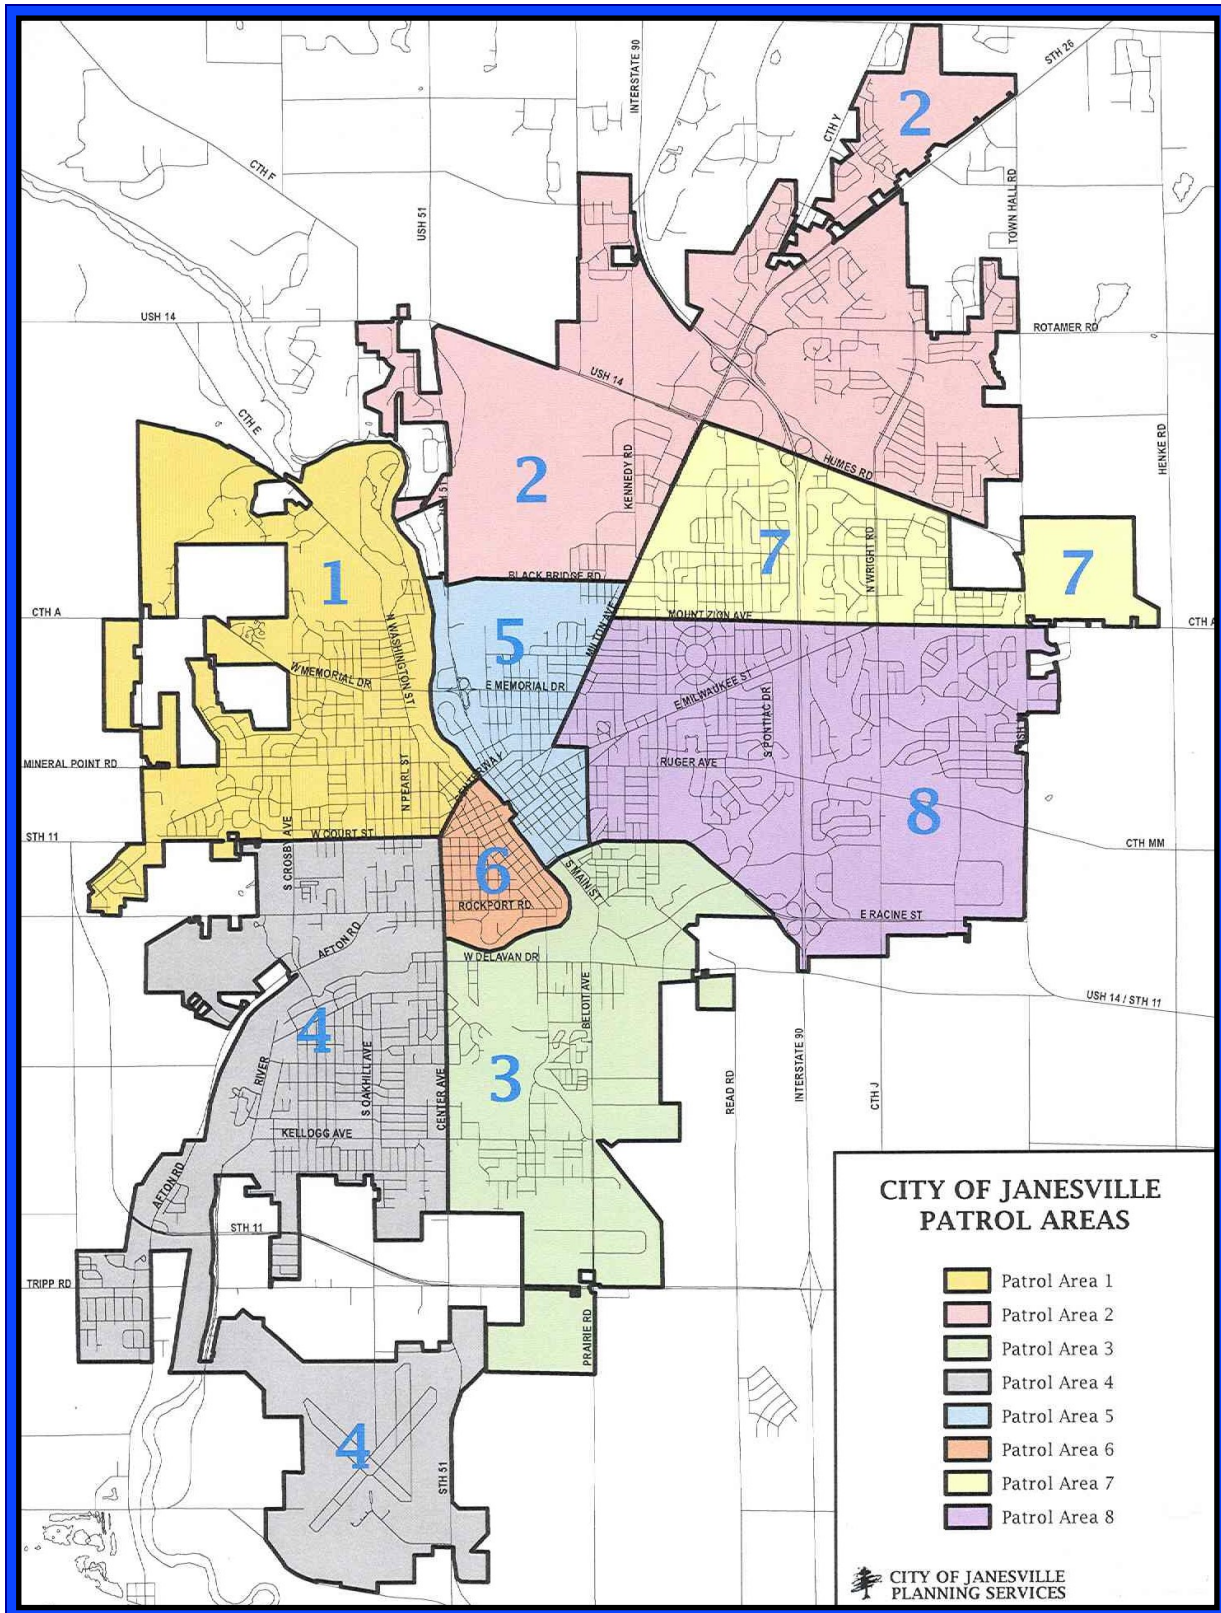 STH 26
INTERSTATE 90
2
CTH Y
CTH F
TOWN HALL RD
USH 51
USH 14
ROTAMER RD
USH 14
CTH E
HENKE RD
HUMES RD
KENNEDY RD
2
USH 51
7
7
N WRIGHT RD
1
BLACK BRIDGE RD
CTH A
MOUNT ZION AVE
CTH A
N WASHINGTON ST
5
MILTON AVE
W MEMORIAL DR
E MEMORIAL DR
E MILWAUKEE ST
S PONTIAC DR
MINERAL POINT RD
RUGER AVE
CENTERWAY
N PEARL ST
8
STH 11
W COURT ST
CTH MM
S CROSBY AVE
6
S MAIN ST
ROCKPORT RD
E RACINE ST
AFTON RD
W DELAVAN DR
BELOIT AVE
USH 14 / STH 11
4
RIVER
S OAKHILL AVE
CENTER AVE
3
READ RD
INTERSTATE 90
CTH J
KELLOGG AVE
AFTON RD
STH 11
TRIPP RD
PRAIRIE RD
4
STH 51
CITY OF JANESVILLE
PATROL AREAS
Patrol Area 1
Patrol Area 2
Patrol Area 3
Patrol Area 4
Patrol Area 5
Patrol Area 6
Patrol Area 7
Patrol Area 8
CITY OF JANESVILLE
PLANNING SERVICES